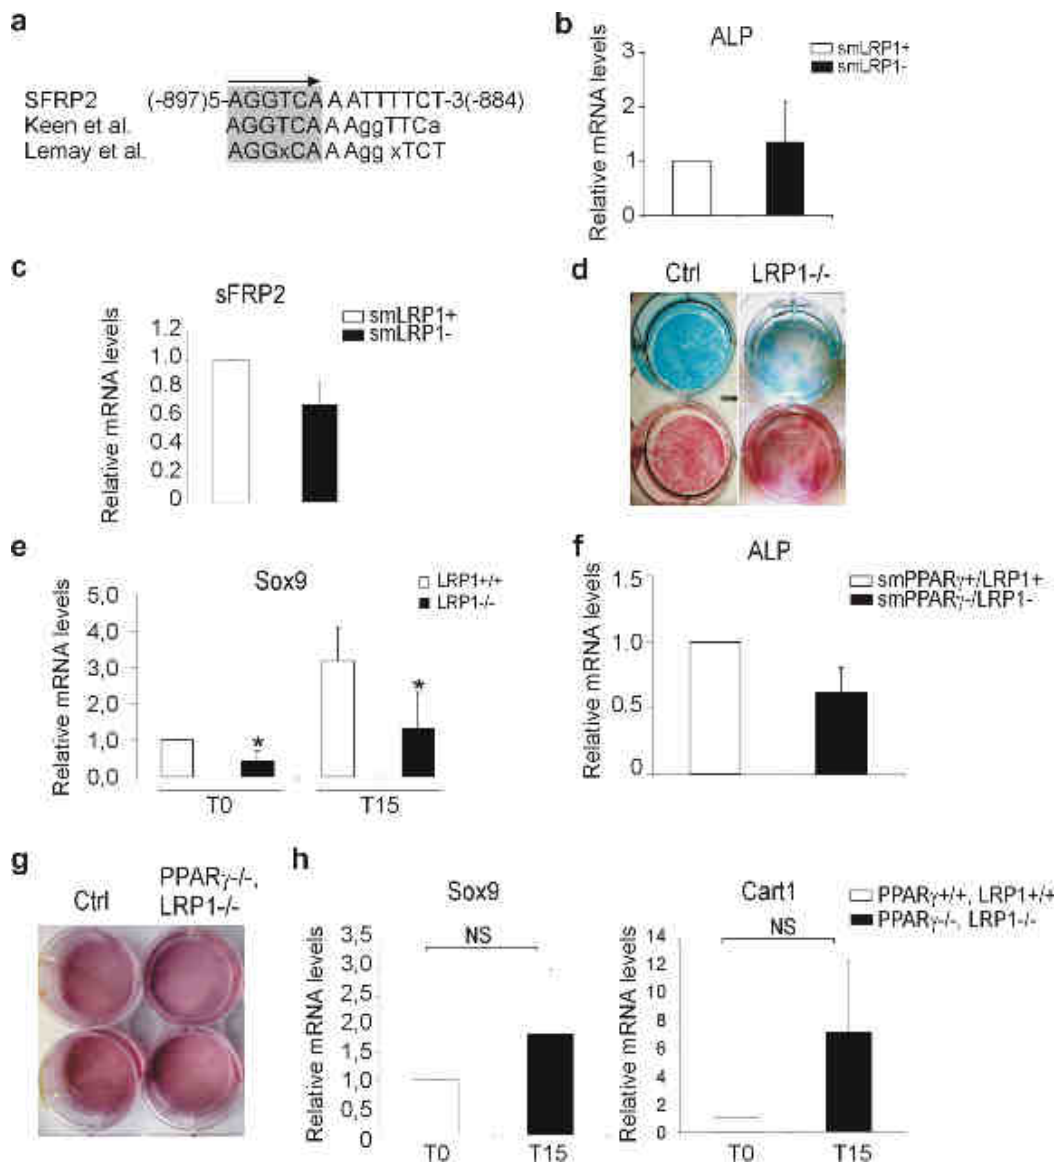 a
SFRP2 (-897)5-AGGTCA A ATTTTCT-3(-884)
Keen et al. AGGTCA A AggTTCa
Lemay et al. AGGxCA A Agg xTCT
b
ALP
smLRP1+
smLRP1-
Relative mRNA levels
3
2
1
0
c
sFRP2
smLRP1+
smLRP1-
Relative mRNA levels
1.2
1.0
0.8
0.6
0.4
0.2
0
d
Ctrl LRP1-/-
e
Sox9
LRP1+/+
LRP1-/-
Relative mRNA levels
5,0
4,0
3,0
2,0
1,0
0,0
* *
T0 T15
f
ALP
smPPARγ+/LRP1+
smPPARγ-/LRP1-
Relative mRNA levels
1.5
1.0
0.5
0
g
Ctrl PPARγ-/-,
LRP1-/-
h
Sox9
NS
Relative mRNA levels
3,5
3,0
2,5
2,0
1,5
1,0
0,5
0
T0 T15
Cart1
PPARγ+/+, LRP1+/+
PPARγ-/-, LRP1-/-
NS
Relative mRNA levels
14
12
10
8
6
4
2
0
T0 T15